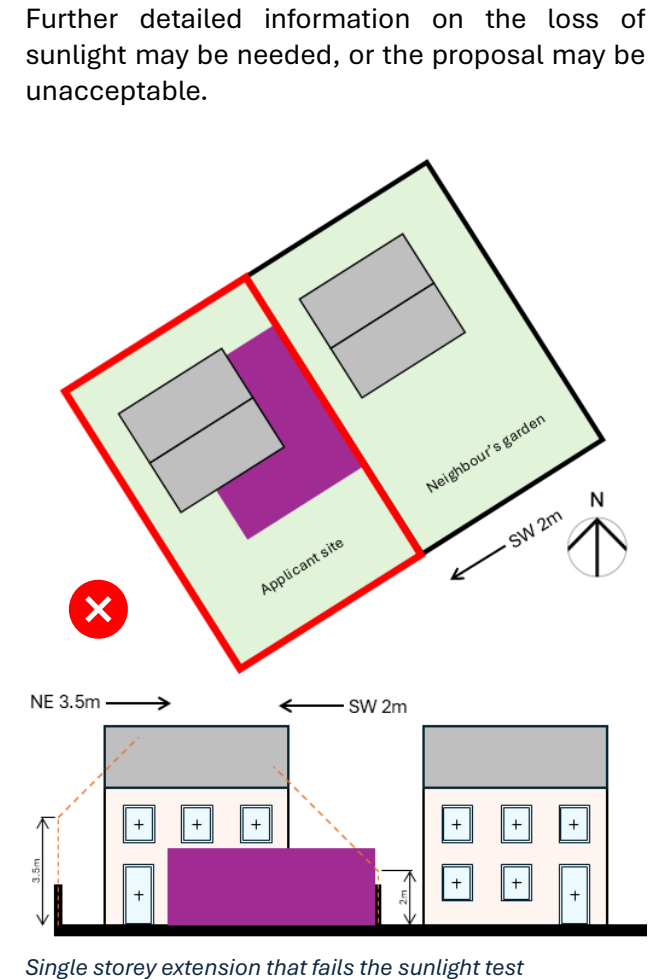 Further detailed information on the loss of
sunlight may be needed, or the proposal may be
unacceptable.
Neighbour's garden
N
SW 2m
Applicant site
NE 3.5m
SW 2m
3.5m
2m
Single storey extension that fails the sunlight test